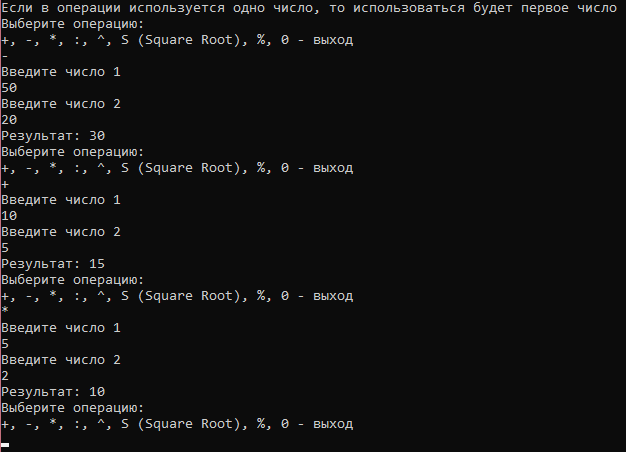 Если в операции используется одно число, то использоваться будет первое число
Выберите операцию:
+, -, *, :, ^, S (Square Root), %, 0 - выход
-
Введите число 1
50
Введите число 2
20
Результат: 30
Выберите операцию:
+, -, *, :, ^, S (Square Root), %, 0 - выход
+
Введите число 1
10
Введите число 2
5
Результат: 15
Выберите операцию:
+, -, *, :, ^, S (Square Root), %, 0 - выход
*
Введите число 1
5
Введите число 2
2
Результат: 10
Выберите операцию:
+, -, *, :, ^, S (Square Root), %, 0 - выход